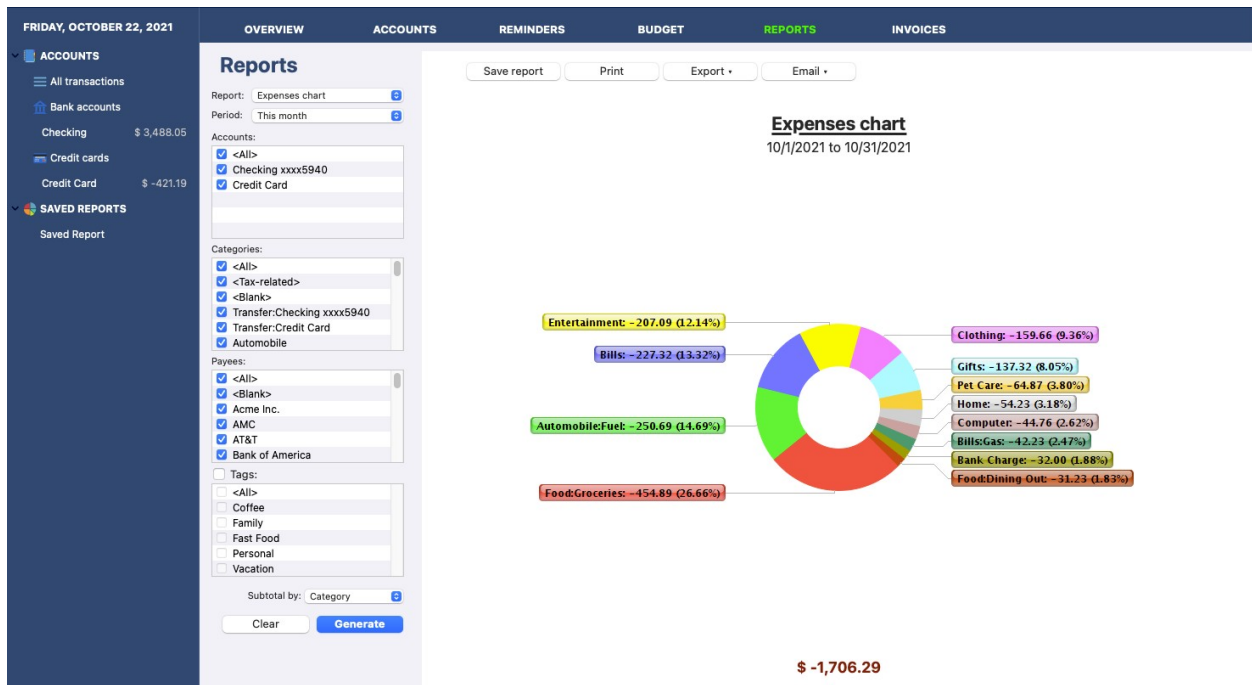 FRIDAY, OCTOBER 22, 2021
OVERVIEW ACCOUNTS REMINDERS BUDGET REPORTS INVOICES
ACCOUNTS
All transactions
Bank accounts
Checking $ 3,488.05
Credit cards
Credit Card $ -421.19
SAVED REPORTS
Saved Report
Reports
Report: Expenses chart
Period: This month
Accounts:
<All>
Checking xxxx5940
Credit Card
Categories:
<All>
<Tax-related>
<Blank>
Transfer:Checking xxxx5940
Transfer:Credit Card
Automobile
Payees:
<All>
<Blank>
Acme Inc.
AMC
AT&T
Bank of America
Tags:
<All>
Coffee
Family
Fast Food
Personal
Vacation
Subtotal by: Category
Clear Generate
Save report Print Export Email
Expenses chart
10/1/2021 to 10/31/2021
Entertainment: -207.09 (12.14%)
Bills: -227.32 (13.32%)
Automobile:Fuel: -250.69 (14.69%)
Food:Groceries: -454.89 (26.66%)
Clothing: -159.66 (9.36%)
Gifts: -137.32 (8.05%)
Pet Care: -64.87 (3.80%)
Home: -54.23 (3.18%)
Computer: -44.76 (2.62%)
Bills:Gas: -42.23 (2.47%)
Bank Charge: -32.00 (1.88%)
Food:Dining Out: -31.23 (1.83%)
$ -1,706.29